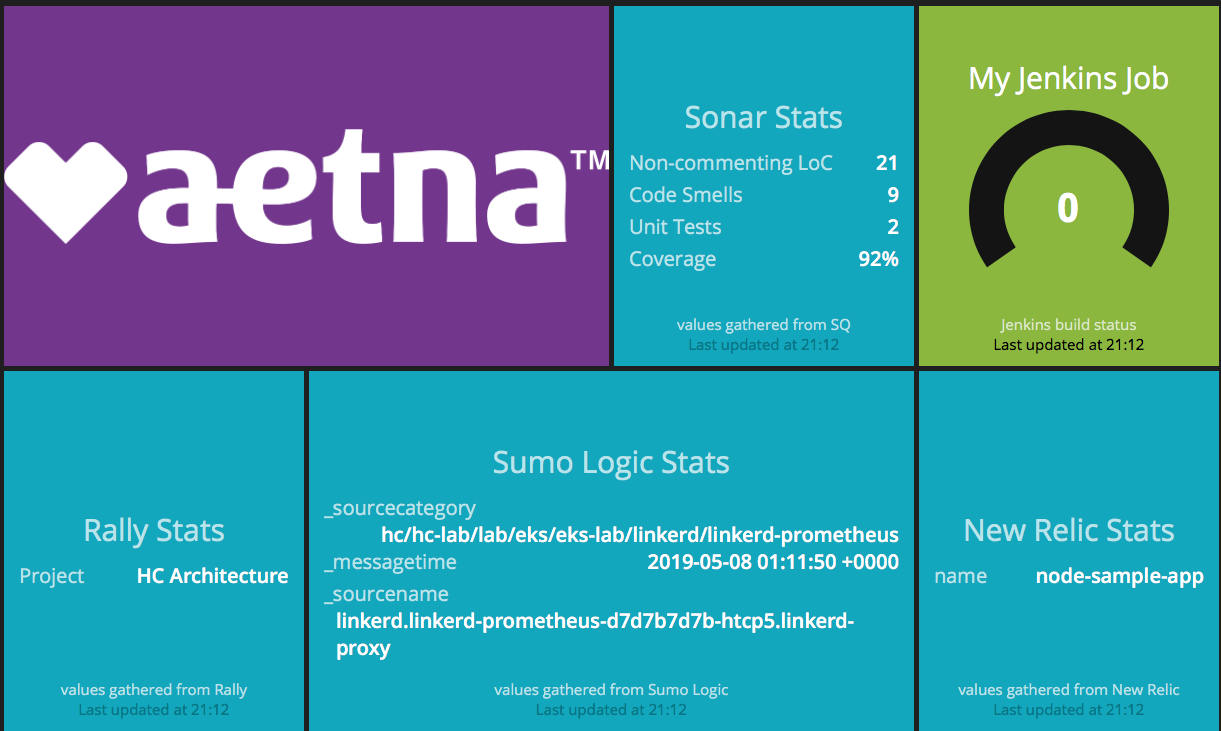 aetna™
Sonar Stats
Non-commenting LoC 21
Code Smells 9
Unit Tests 2
Coverage 92%
values gathered from SQ
Last updated at 21:12
My Jenkins Job
0
Jenkins build status
Last updated at 21:12
Rally Stats
Project HC Architecture
values gathered from Rally
Last updated at 21:12
Sumo Logic Stats
_sourcecategory
hc/hc-lab/lab/eks/eks-lab/linkerd/linkerd-prometheus
_messagetime 2019-05-08 01:11:50 +0000
_sourcename
linkerd.linkerd-prometheus-d7d7b7d7b-htcp5.linkerd-
proxy
values gathered from Sumo Logic
Last updated at 21:12
New Relic Stats
name node-sample-app
values gathered from New Relic
Last updated at 21:12